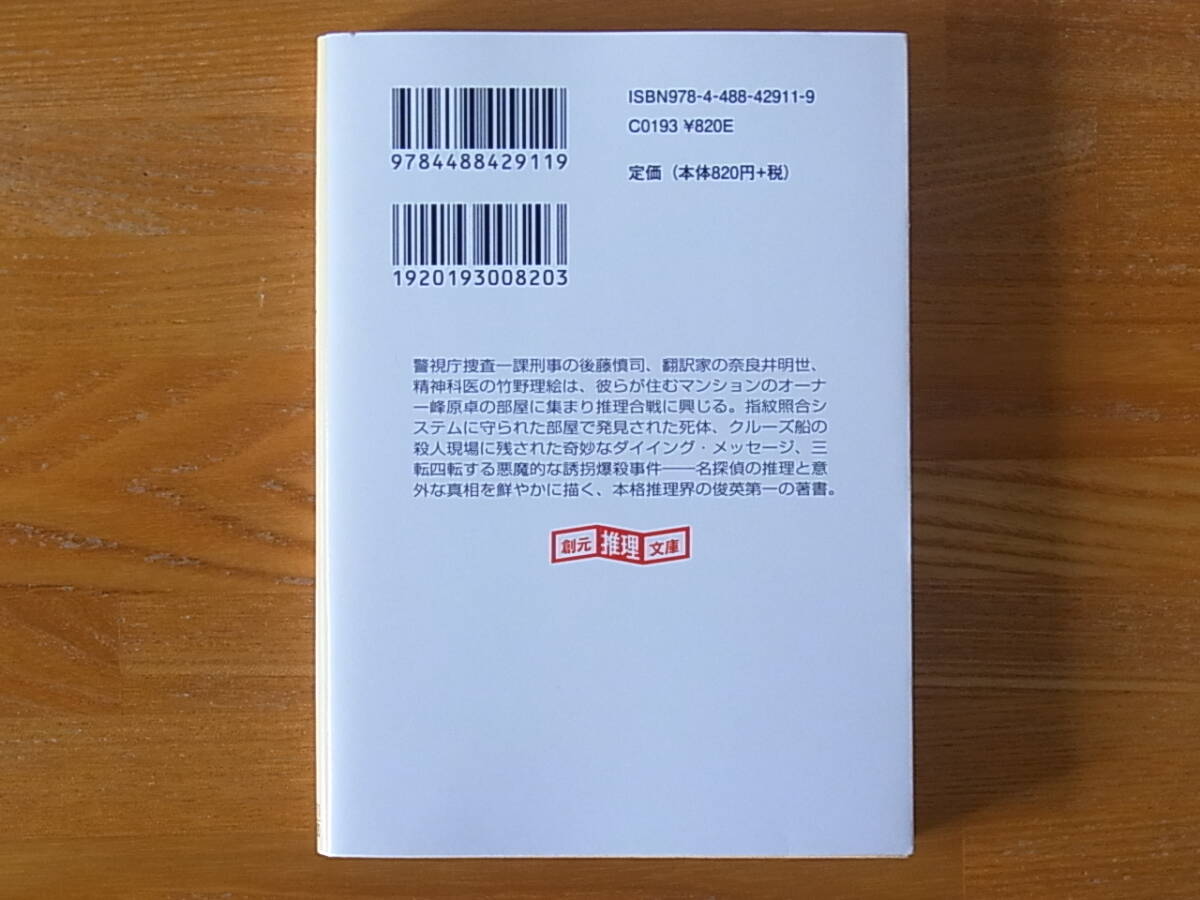 ISBN978-4-488-42911-9
C0193 ¥820E
定価（本体820円+税）
9784488429119
1920193008203
警視庁捜査一課刑事の後藤慎司、翻訳家の奈良井明世、
精神科医の竹野理絵は、彼らが住むマンションのオーナ
ー峰原卓の部屋に集まり推理合戦に興じる。指紋照合シ
ステムに守られた部屋で発見された死体、クルーズ船の
殺人現場に残された奇妙なダイイング・メッセージ、三
転四転する悪魔的な誘拐爆殺事件――名探偵の推理と意
外な真相を鮮やかに描く、本格推理界の俊英第一の著書。
創元推理文庫